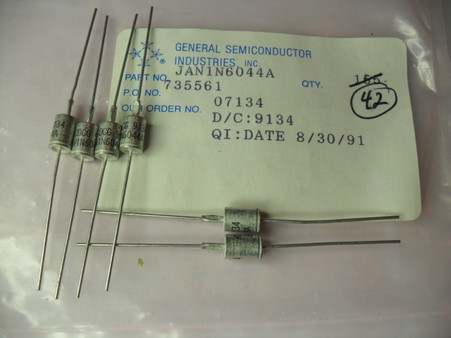 GENERAL SEMICONDUCTOR
INDUSTRIES, INC.
PART NO. JAN1N6044A
QTY.
P.O. NO. 735561
42
OUR ORDER NO. 07134
D/C:9134
QI:DATE 8/30/91